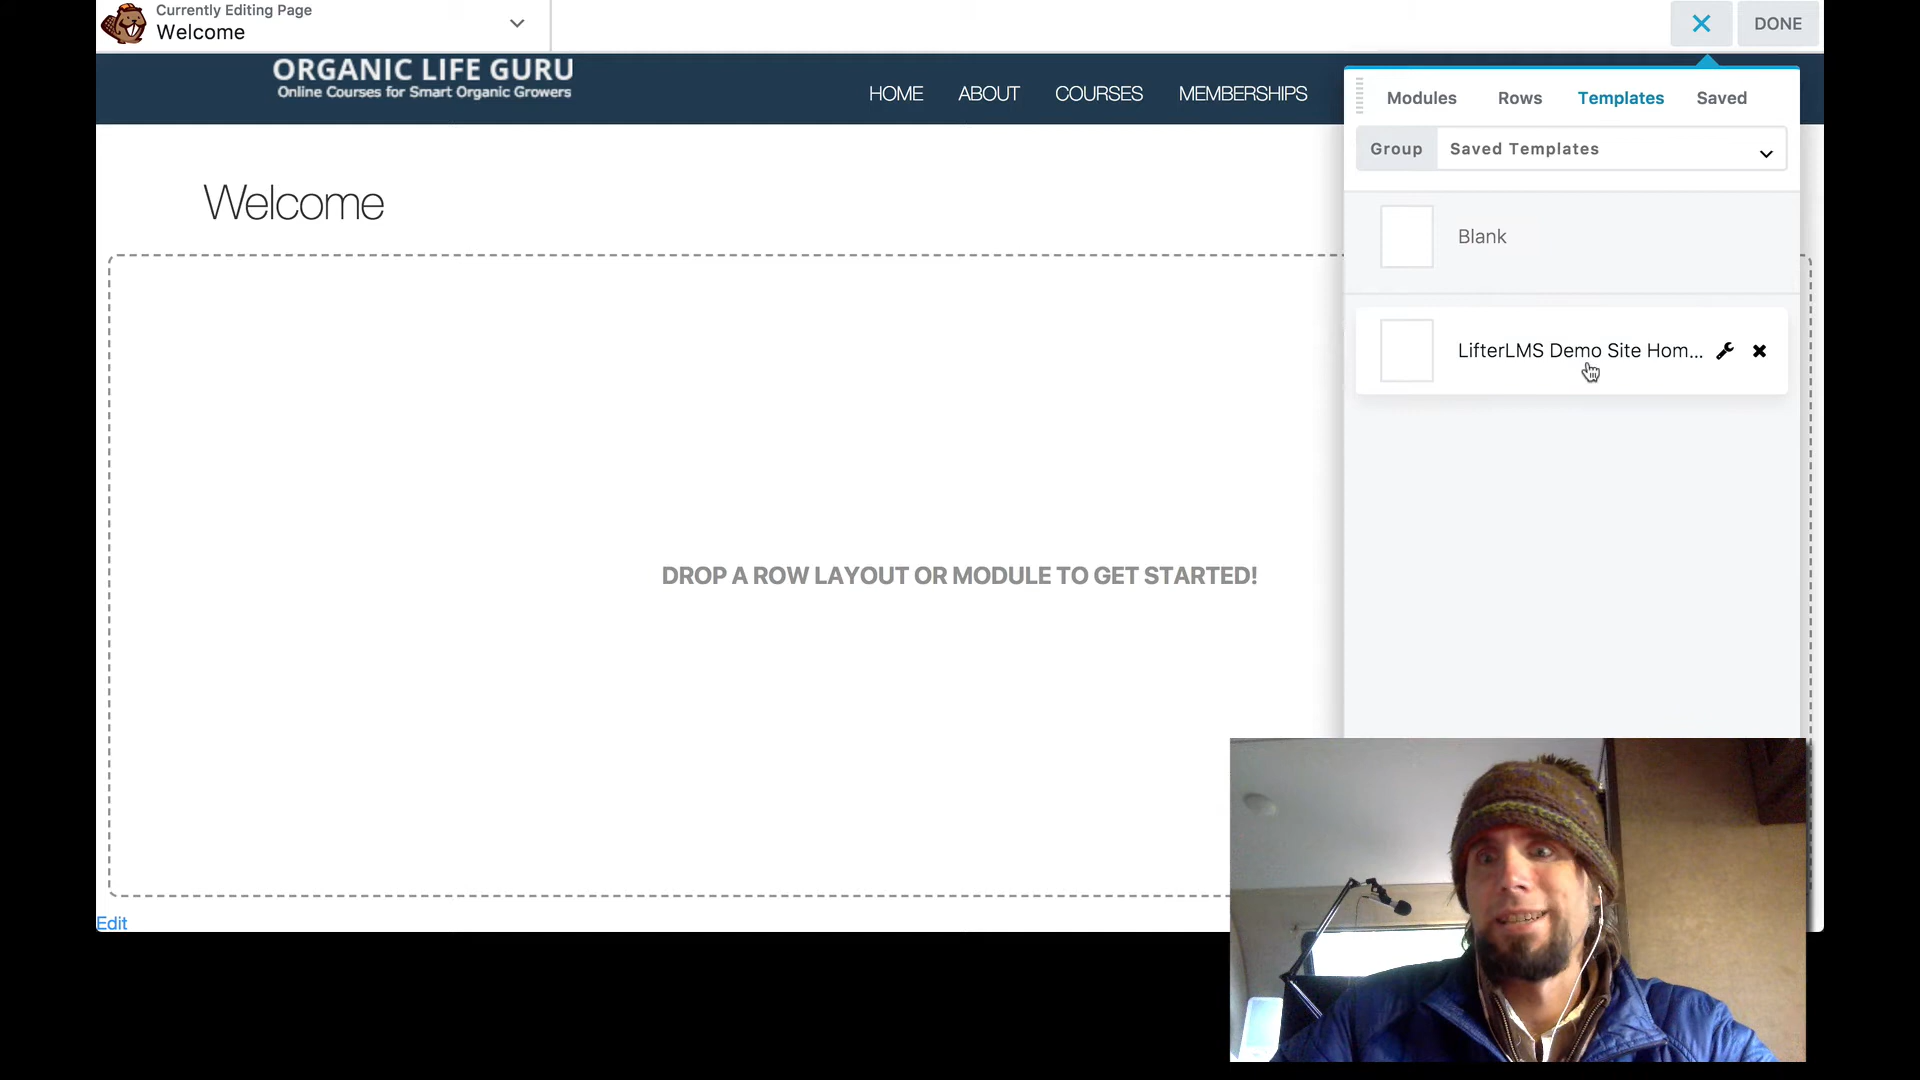 Currently Editing Page
Welcome
DONE
ORGANIC LIFE GURU
Online Courses for Smart Organic Growers
HOME ABOUT COURSES MEMBERSHIPS
Modules Rows Templates Saved
Group Saved Templates
Welcome
Blank
LifterLMS Demo Site Hom...
DROP A ROW LAYOUT OR MODULE TO GET STARTED!
Edit